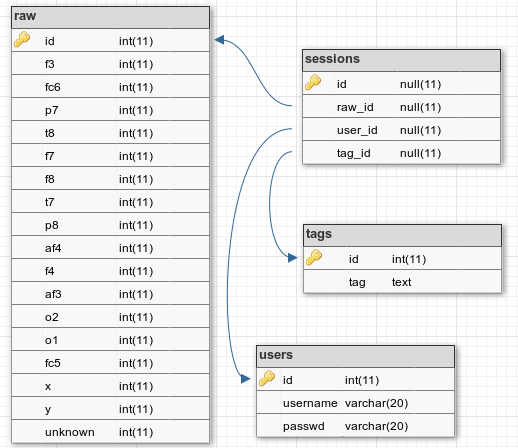 raw
id int(11)
f3 int(11)
fc6 int(11)
p7 int(11)
t8 int(11)
f7 int(11)
f8 int(11)
t7 int(11)
p8 int(11)
af4 int(11)
f4 int(11)
af3 int(11)
o2 int(11)
o1 int(11)
fc5 int(11)
x int(11)
y int(11)
unknown int(11)
sessions
id null(11)
raw_id null(11)
user_id null(11)
tag_id null(11)
tags
id int(11)
tag text
users
id int(11)
username varchar(20)
passwd varchar(20)